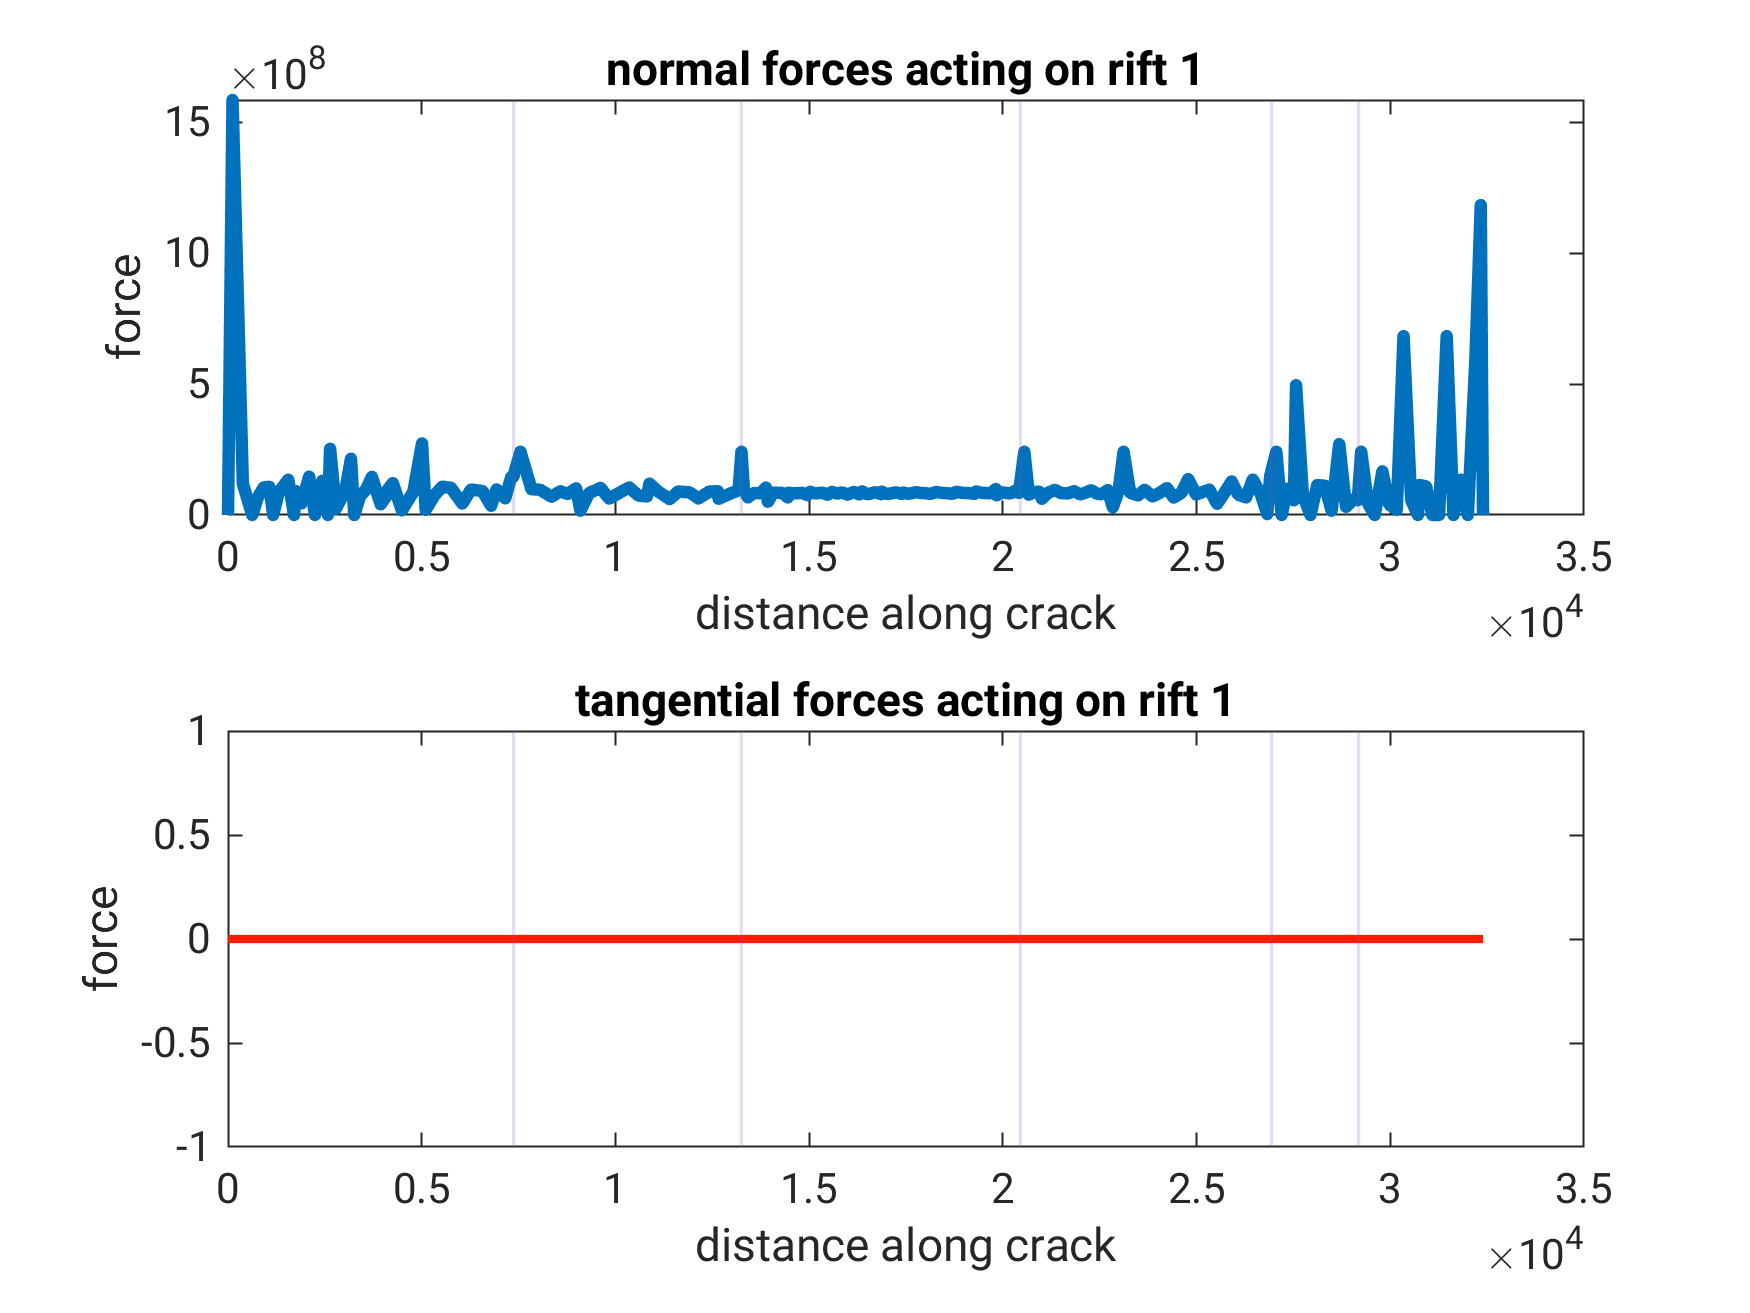 ×10⁸
normal forces acting on rift 1
15
10
5
0
force
0 0.5 1 1.5 2 2.5 3 3.5
distance along crack
×10⁴
tangential forces acting on rift 1
1
0.5
0
-0.5
-1
force
0 0.5 1 1.5 2 2.5 3 3.5
distance along crack
×10⁴